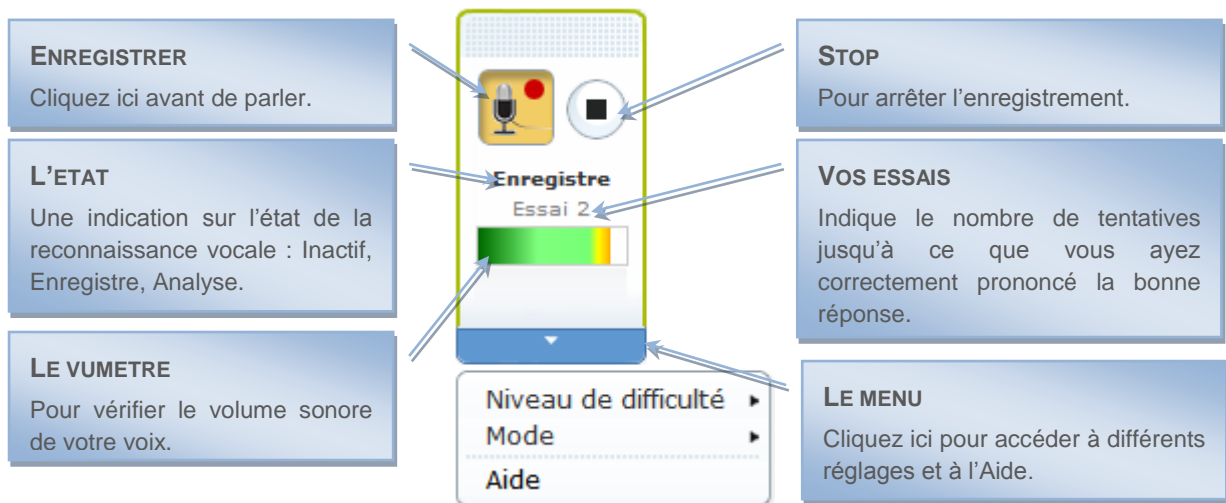 ENREGISTRER
Cliquez ici avant de parler.
L'ETAT
Une indication sur l'état de la
reconnaissance vocale : Inactif,
Enregistre, Analyse.
LE VUMETRE
Pour vérifier le volume sonore
de votre voix.
Enregistre
Essai 2
Niveau de difficulté
Mode
Aide
STOP
Pour arrêter l'enregistrement.
VOS ESSAIS
Indique le nombre de tentatives
jusqu'à ce que vous ayez
correctement prononcé la bonne
réponse.
LE MENU
Cliquez ici pour accéder à différents
réglages et à l'Aide.